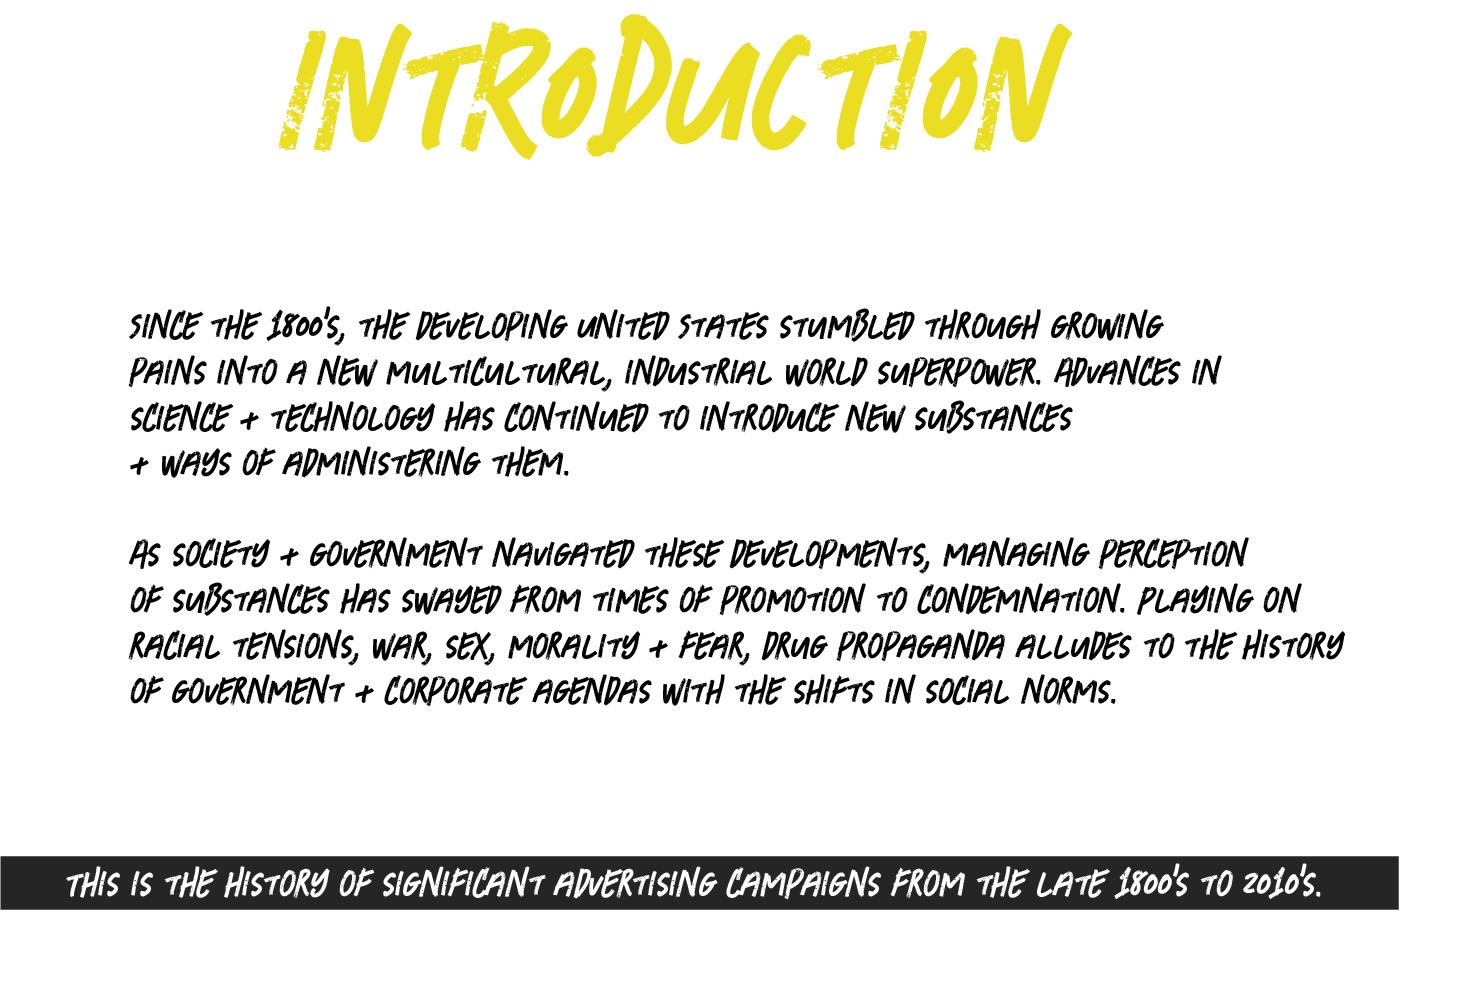 INTRODUCTION
SINCE THE 1800'S, THE DEVELOPING UNITED STATES STUMBLED THROUGH GROWING
PAINS INTO A NEW MULTICULTURAL, INDUSTRIAL WORLD SUPERPOWER. ADVANCES IN
SCIENCE + TECHNOLOGY HAS CONTINUED TO INTRODUCE NEW SUBSTANCES
+ WAYS OF ADMINISTERING THEM.
AS SOCIETY + GOVERNMENT NAVIGATED THESE DEVELOPMENTS, MANAGING PERCEPTION
OF SUBSTANCES HAS SWAYED FROM TIMES OF PROMOTION TO CONDEMNATION. PLAYING ON
RACIAL TENSIONS, WAR, SEX, MORALITY + FEAR, DRUG PROPAGANDA ALLUDES TO THE HISTORY
OF GOVERNMENT + CORPORATE AGENDAS WITH THE SHIFTS IN SOCIAL NORMS.
THIS IS THE HISTORY OF SIGNIFICANT ADVERTISING CAMPAIGNS FROM THE LATE 1800'S TO 2010'S.